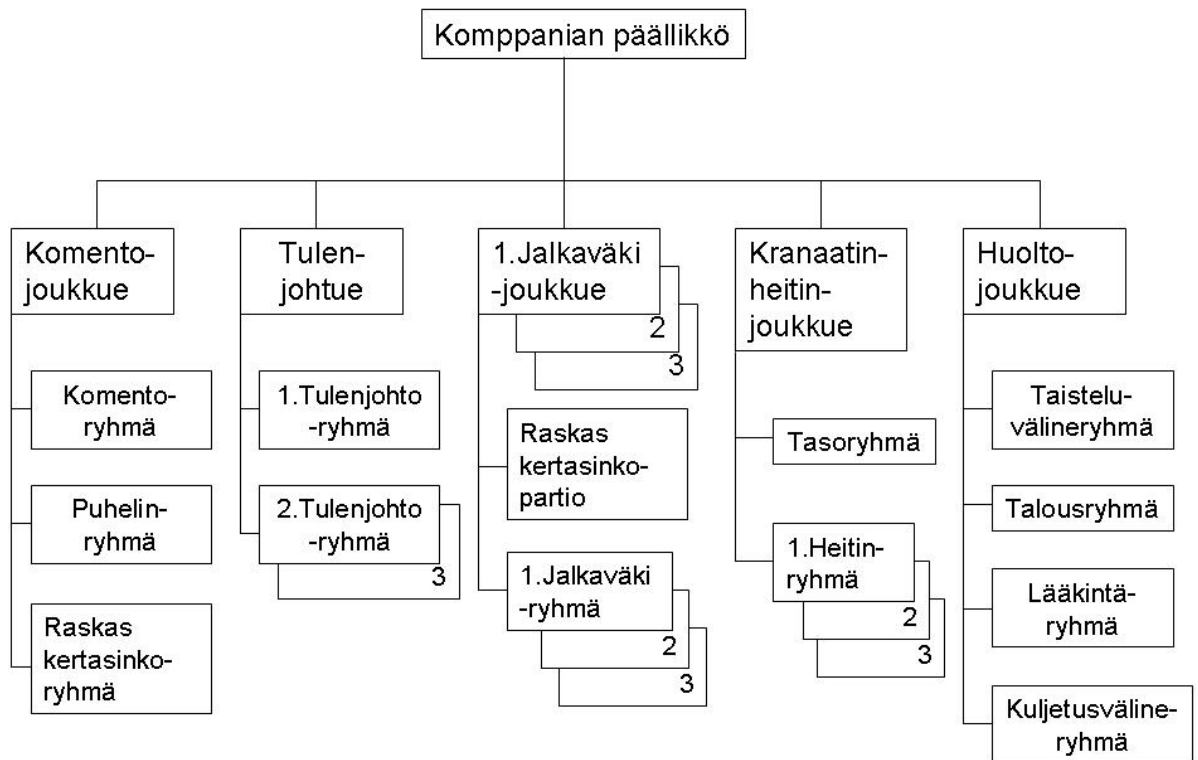 Komppanian päällikkö
Komento-
joukkue
Komento-
ryhmä
Puhelin-
ryhmä
Raskas
kertasinko-
ryhmä
Tulen-
johtue
1.Tulenjohto
-ryhmä
2.Tulenjohto
-ryhmä
3
1.Jalkaväki
-joukkue
2
3
Raskas
kertasinko-
partio
1.Jalkaväki
-ryhmä
2
3
Kranaatin-
heitin-
joukkue
Tasoryhmä
1.Heitin-
ryhmä
2
3
Huolto-
joukkue
Taistelu-
välineryhmä
Talousryhmä
Lääkintä-
ryhmä
Kuljetusväline-
ryhmä